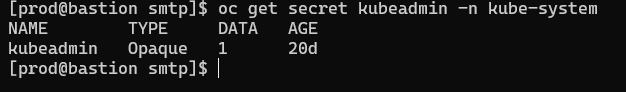 [prod@bastion smtp]$ oc get secret kubeadmin -n kube-system
NAME        TYPE     DATA   AGE
kubeadmin   Opaque   1      20d
[prod@bastion smtp]$